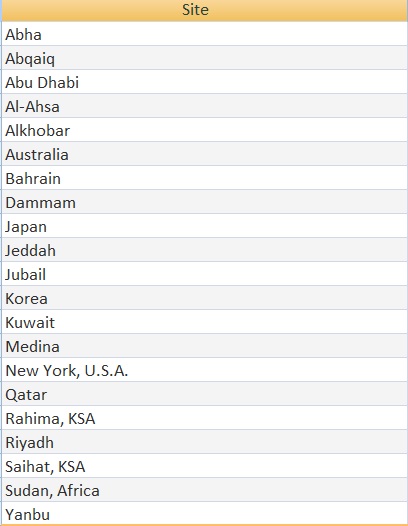 Site
Abha
Abqaiq
Abu Dhabi
Al-Ahsa
Alkhobar
Australia
Bahrain
Dammam
Japan
Jeddah
Jubail
Korea
Kuwait
Medina
New York, U.S.A.
Qatar
Rahima, KSA
Riyadh
Saihat, KSA
Sudan, Africa
Yanbu